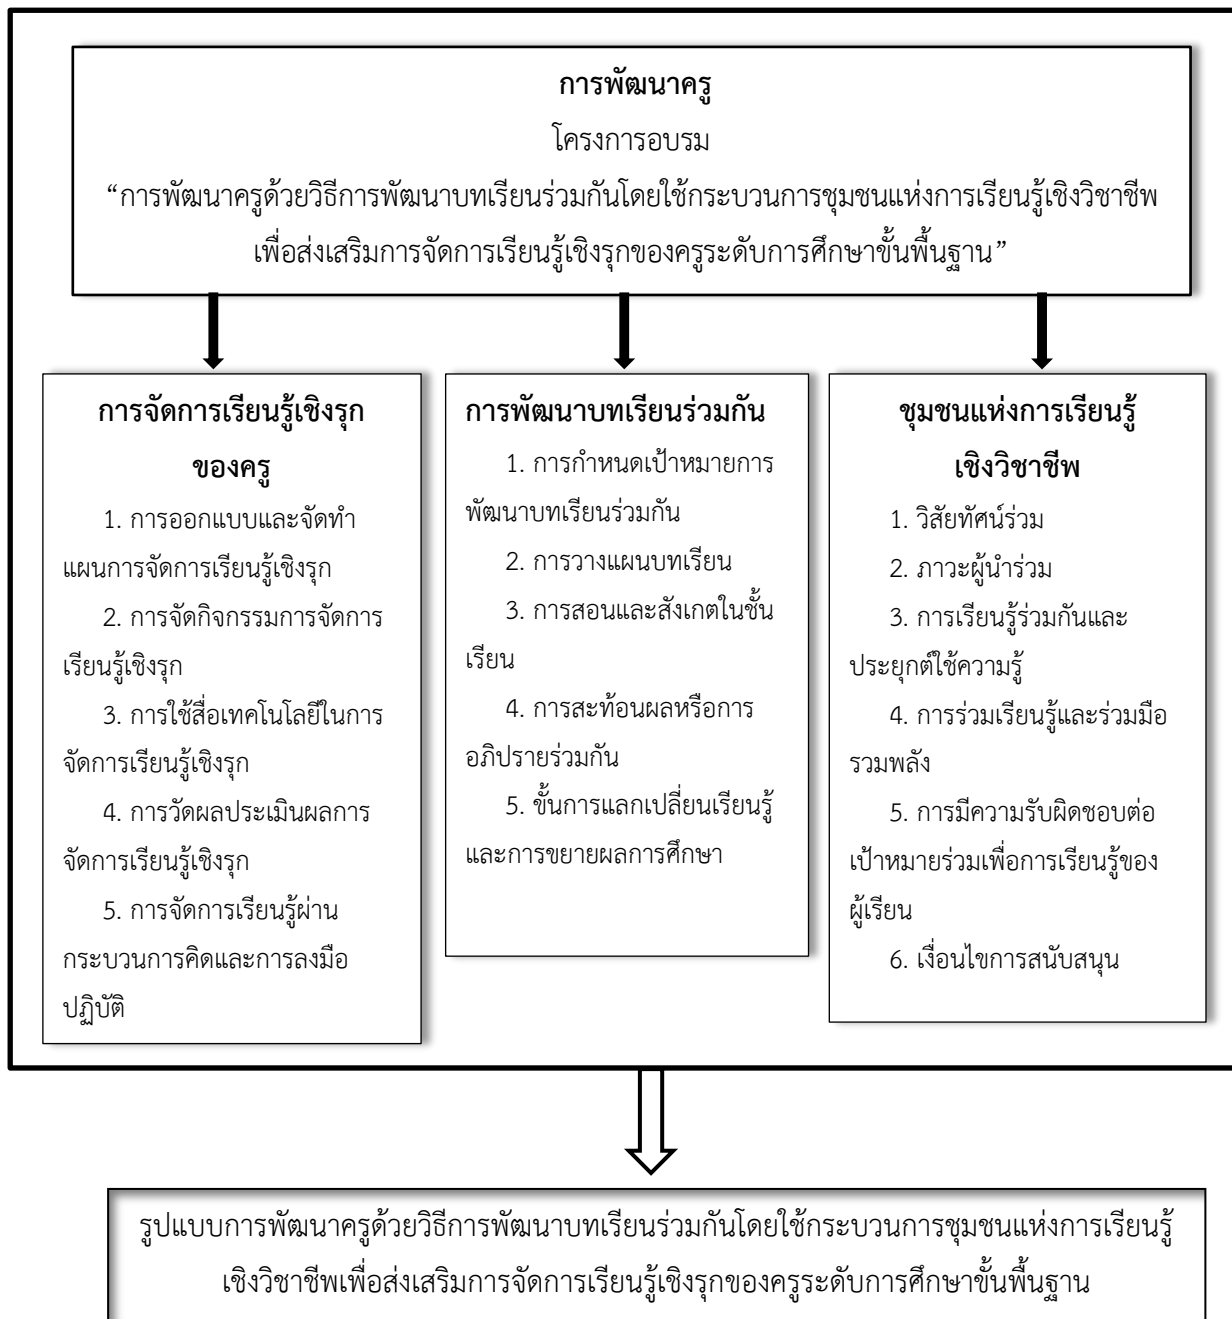 การพัฒนาครู
โครงการอบรม
“การพัฒนาครูด้วยวิธีการพัฒนาบทเรียนร่วมกันโดยใช้กระบวนการชุมชนแห่งการเรียนรู้เชิงวิชาชีพ
เพื่อส่งเสริมการจัดการเรียนรู้เชิงรุกของครูระดับการศึกษาขั้นพื้นฐาน”
การจัดการเรียนรู้เชิงรุก
ของครู
1. การออกแบบและจัดทำ
แผนการจัดการเรียนรู้เชิงรุก
2. การจัดกิจกรรมการจัดการ
เรียนรู้เชิงรุก
3. การใช้สื่อเทคโนโลยีในการ
จัดการเรียนรู้เชิงรุก
4. การวัดผลประเมินผลการ
จัดการเรียนรู้เชิงรุก
5. การจัดการเรียนรู้ผ่าน
กระบวนการคิดและการลงมือ
ปฏิบัติ
การพัฒนาบทเรียนร่วมกัน
1. การกำหนดเป้าหมายการ
พัฒนาบทเรียนร่วมกัน
2. การวางแผนบทเรียน
3. การสอนและสังเกตในชั้น
เรียน
4. การสะท้อนผลหรือการ
อภิปรายร่วมกัน
5. ขั้นการแลกเปลี่ยนเรียนรู้
และการขยายผลการศึกษา
ชุมชนแห่งการเรียนรู้
เชิงวิชาชีพ
1. วิสัยทัศน์ร่วม
2. ภาวะผู้นำร่วม
3. การเรียนรู้ร่วมกันและ
ประยุกต์ใช้ความรู้
4. การร่วมเรียนรู้และร่วมมือ
รวมพลัง
5. การมีความรับผิดชอบต่อ
เป้าหมายร่วมเพื่อการเรียนรู้ของ
ผู้เรียน
6. เงื่อนไขการสนับสนุน
รูปแบบการพัฒนาครูด้วยวิธีการพัฒนาบทเรียนร่วมกันโดยใช้กระบวนการชุมชนแห่งการเรียนรู้
เชิงวิชาชีพเพื่อส่งเสริมการจัดการเรียนรู้เชิงรุกของครูระดับการศึกษาขั้นพื้นฐาน